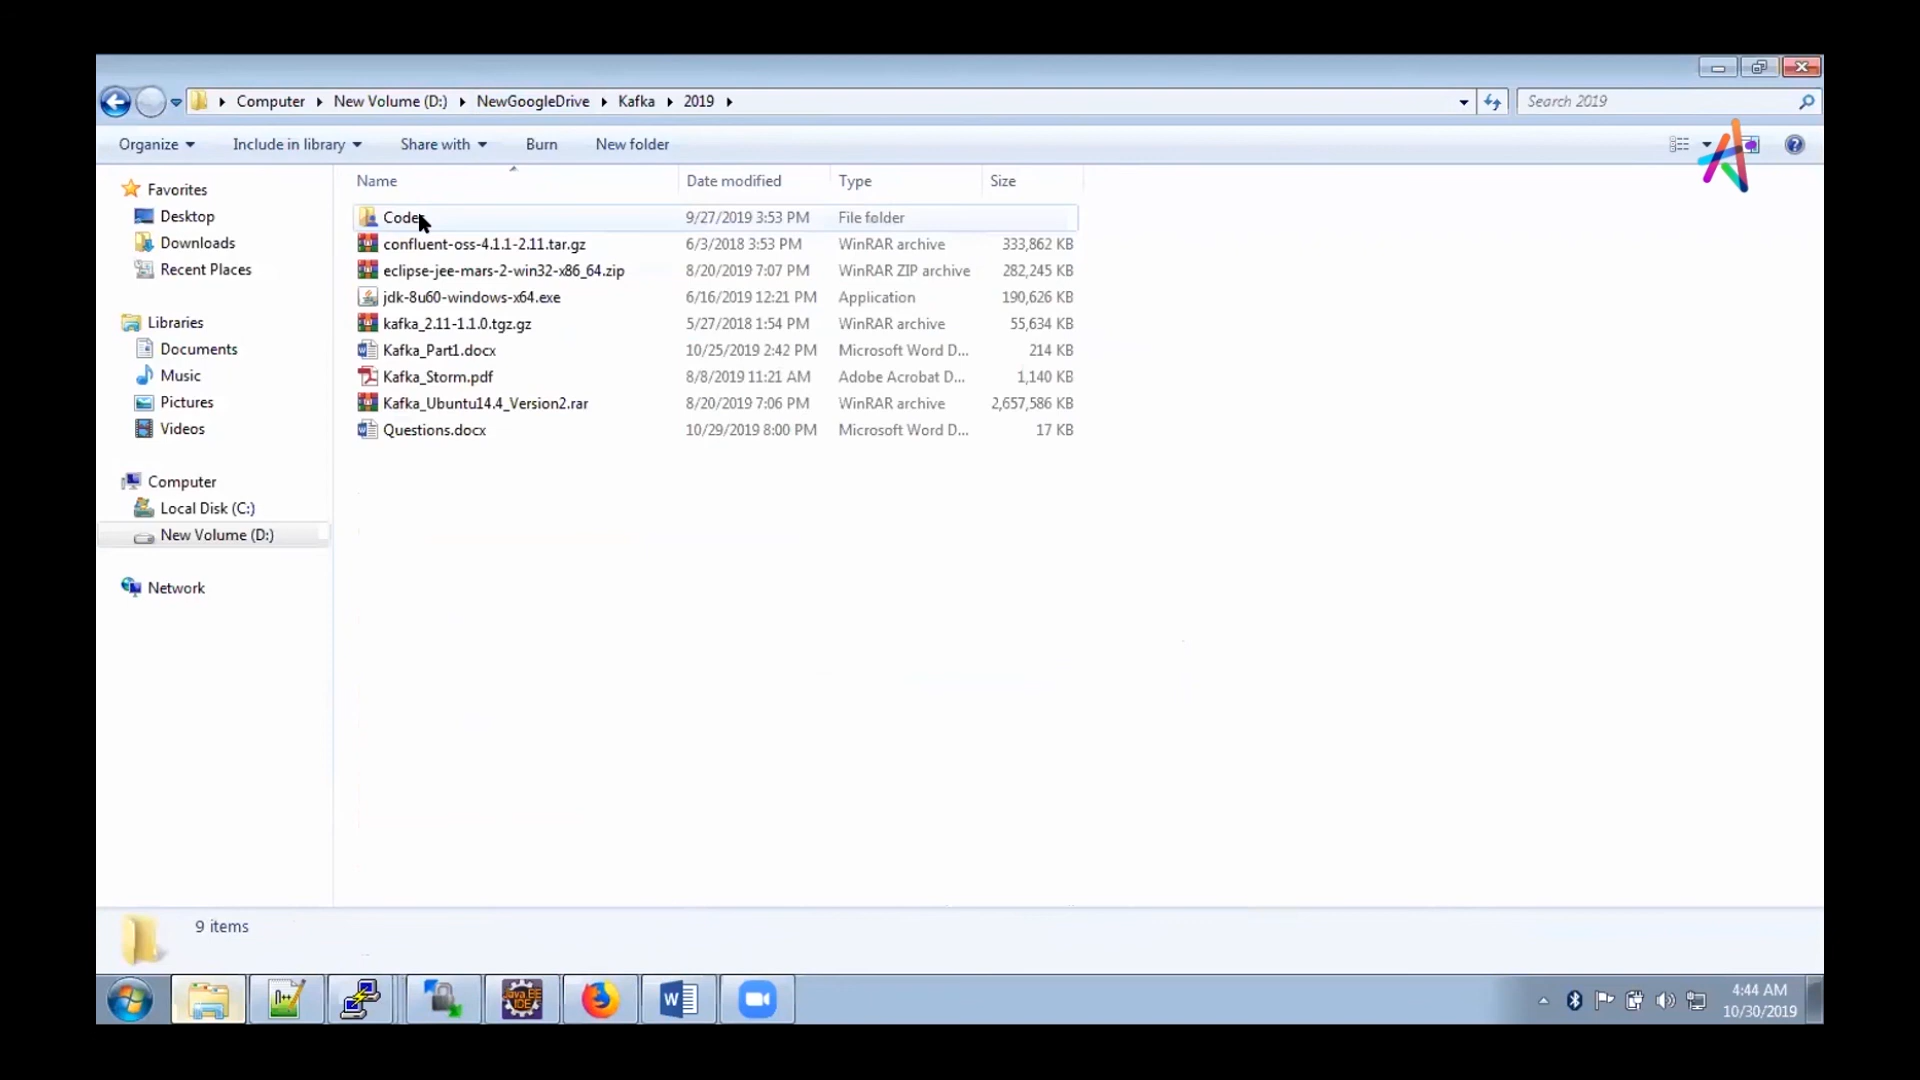 Computer New Volume (D:) NewGoogleDrive Kafka 2019 Search 2019
Organize Include in library Share with Burn New folder
Name Date modified Type Size
Favorites
Desktop
Downloads
Recent Places
Libraries
Documents
Music
Pictures
Videos
Computer
Local Disk (C:)
New Volume (D:)
Network
9/27/2019 3:53 PM File folder
confluent-oss-4.1.1-2.11.tar.gz 6/3/2018 3:53 PM WinRAR archive 333,862 KB
eclipse-jee-mars-2-win32-x86_64.zip 8/20/2019 7:07 PM WinRAR ZIP archive 282,245 KB
jdk-8u60-windows-x64.exe 6/16/2019 12:21 PM Application 190,626 KB
kafka_2.11-1.1.0.tgz.gz 5/27/2018 1:54 PM WinRAR archive 55,634 KB
Kafka_Part1.docx 10/25/2019 2:42 PM Microsoft Word D... 214 KB
Kafka_Storm.pdf 8/8/2019 11:21 AM Adobe Acrobat D... 1,140 KB
Kafka_Ubuntu14.4_Version2.rar 8/20/2019 7:06 PM WinRAR archive 2,657,586 KB
Questions.docx 10/29/2019 8:00 PM Microsoft Word D... 17 KB
9 items
Java EE
IDE
4:44 AM
10/30/2019